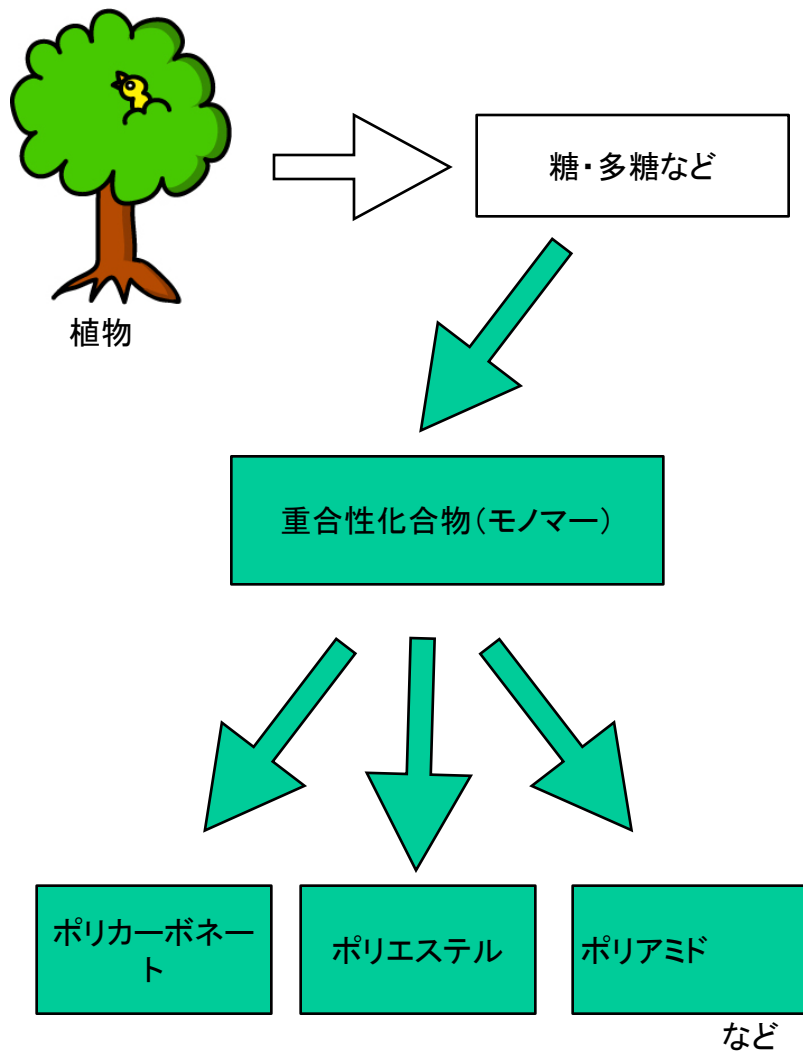 糖・多糖など
植物
重合性化合物（モノマー）
ポリカーボネー
ト
ポリエステル
ポリアミド
など